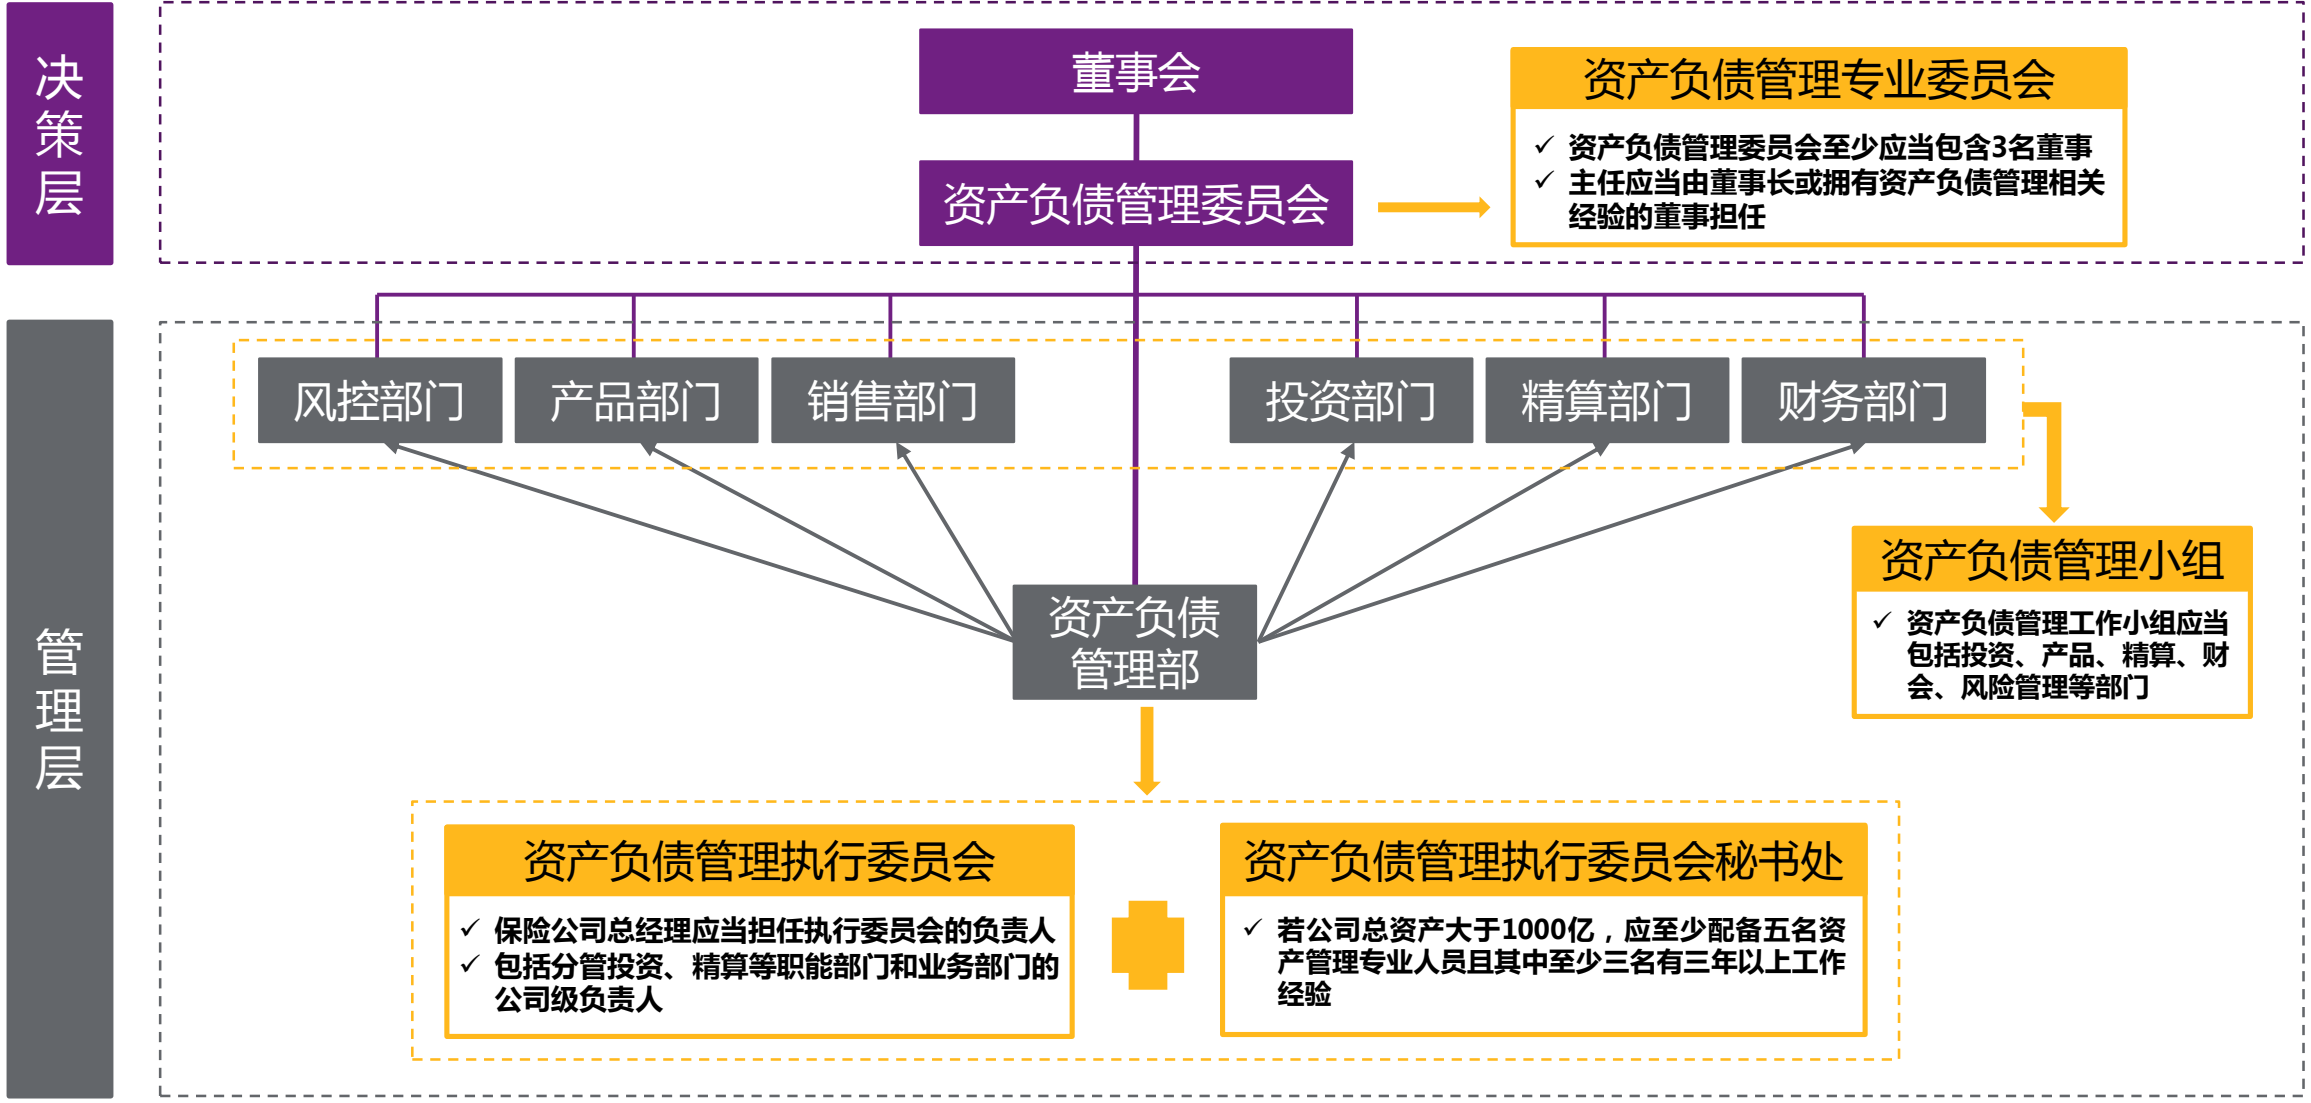 决策层
董事会
资产负债管理委员会
资产负债管理专业委员会
✓ 资产负债管理委员会至少应当包含3名董事
✓ 主任应当由董事长或拥有资产负债管理相关
经验的董事担任
管理层
风控部门
产品部门
销售部门
投资部门
精算部门
财务部门
资产负债
管理部
资产负债管理小组
✓ 资产负债管理工作小组应当
包括投资、产品、精算、财
会、风险管理等部门
资产负债管理执行委员会
✓ 保险公司总经理应当担任执行委员会的负责人
✓ 包括分管投资、精算等职能部门和业务部门的
公司级负责人
资产负债管理执行委员会秘书处
✓ 若公司总资产大于1000亿，应至少配备五名资
产管理专业人员且其中至少三名有三年以上工作
经验